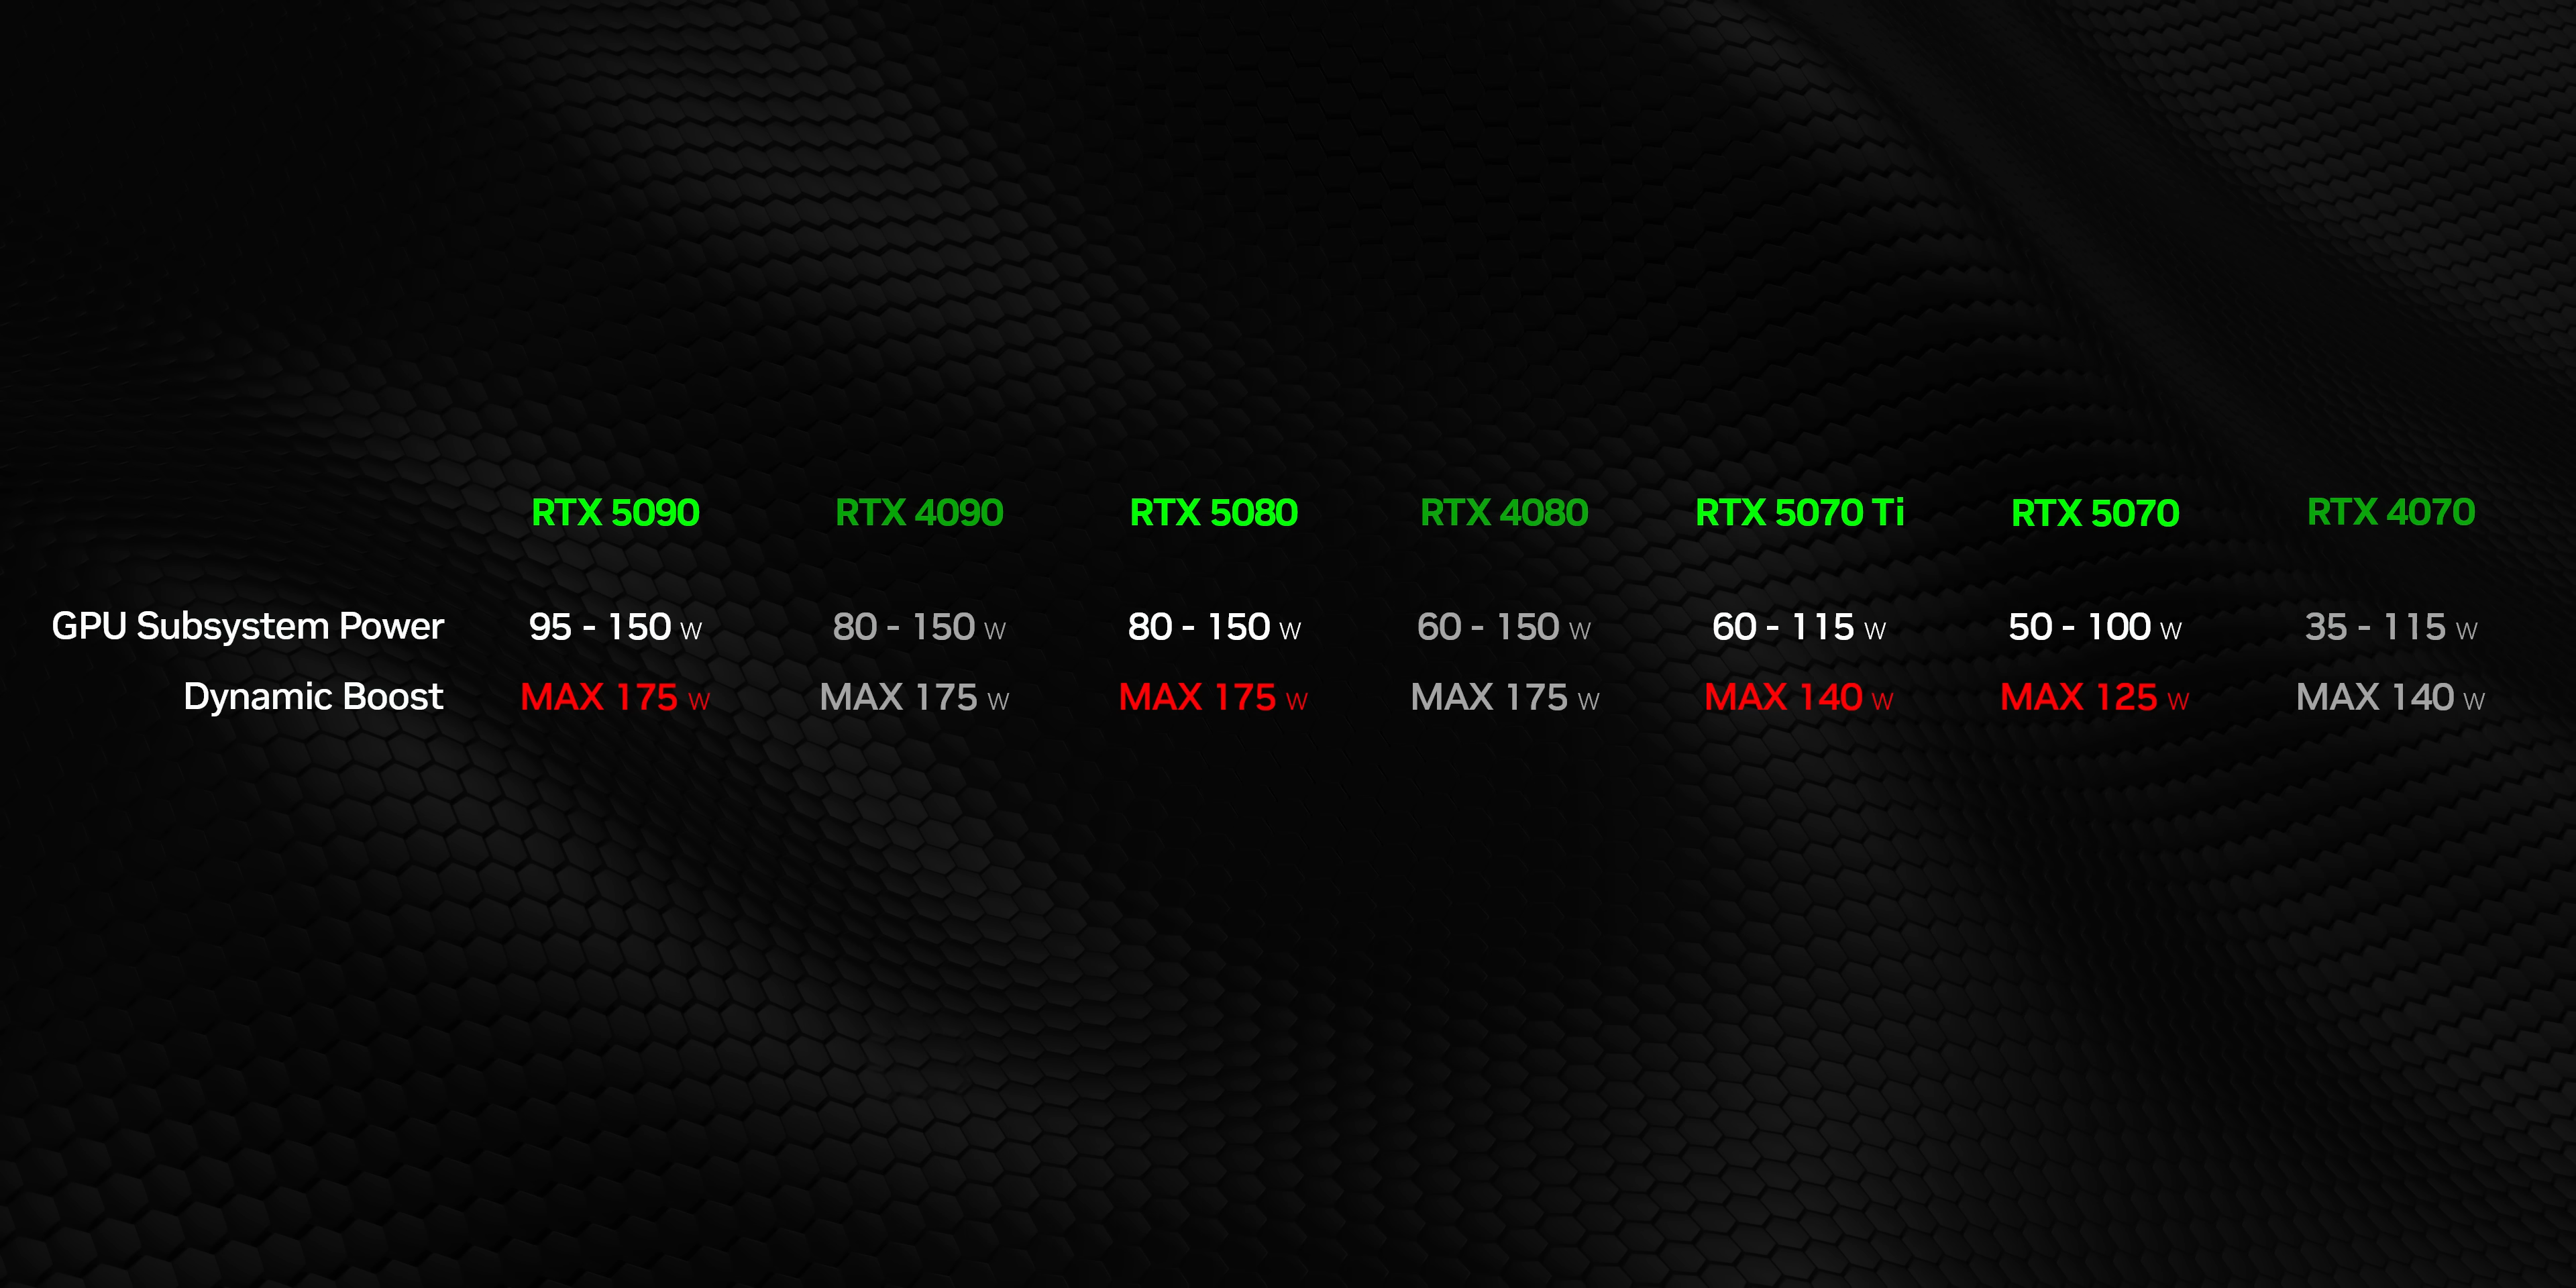 RTX 5090 RTX 4090 RTX 5080 RTX 4080 RTX 5070 Ti RTX 5070 RTX 4070
GPU Subsystem Power 95 - 150 W 80 - 150 W 80 - 150 W 60 - 150 W 60 - 115 W 50 - 100 W 35 - 115 W
Dynamic Boost MAX 175 W MAX 175 W MAX 175 W MAX 175 W MAX 140 W MAX 125 W MAX 140 W